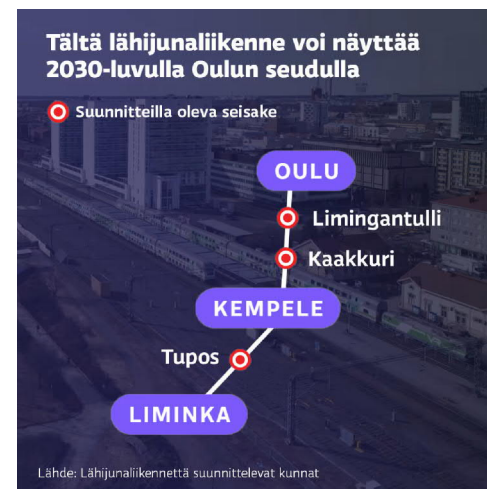 Tältä lähijunaliikenne voi näyttää
2030-luvulla Oulun seudulla
Suunnitteilla oleva seisake
OULU
Limingantulli
Kaakkuri
KEMPELE
Tupos
LIMINKA
Lähde: Lähijunaliikennettä suunnittelevat kunnat